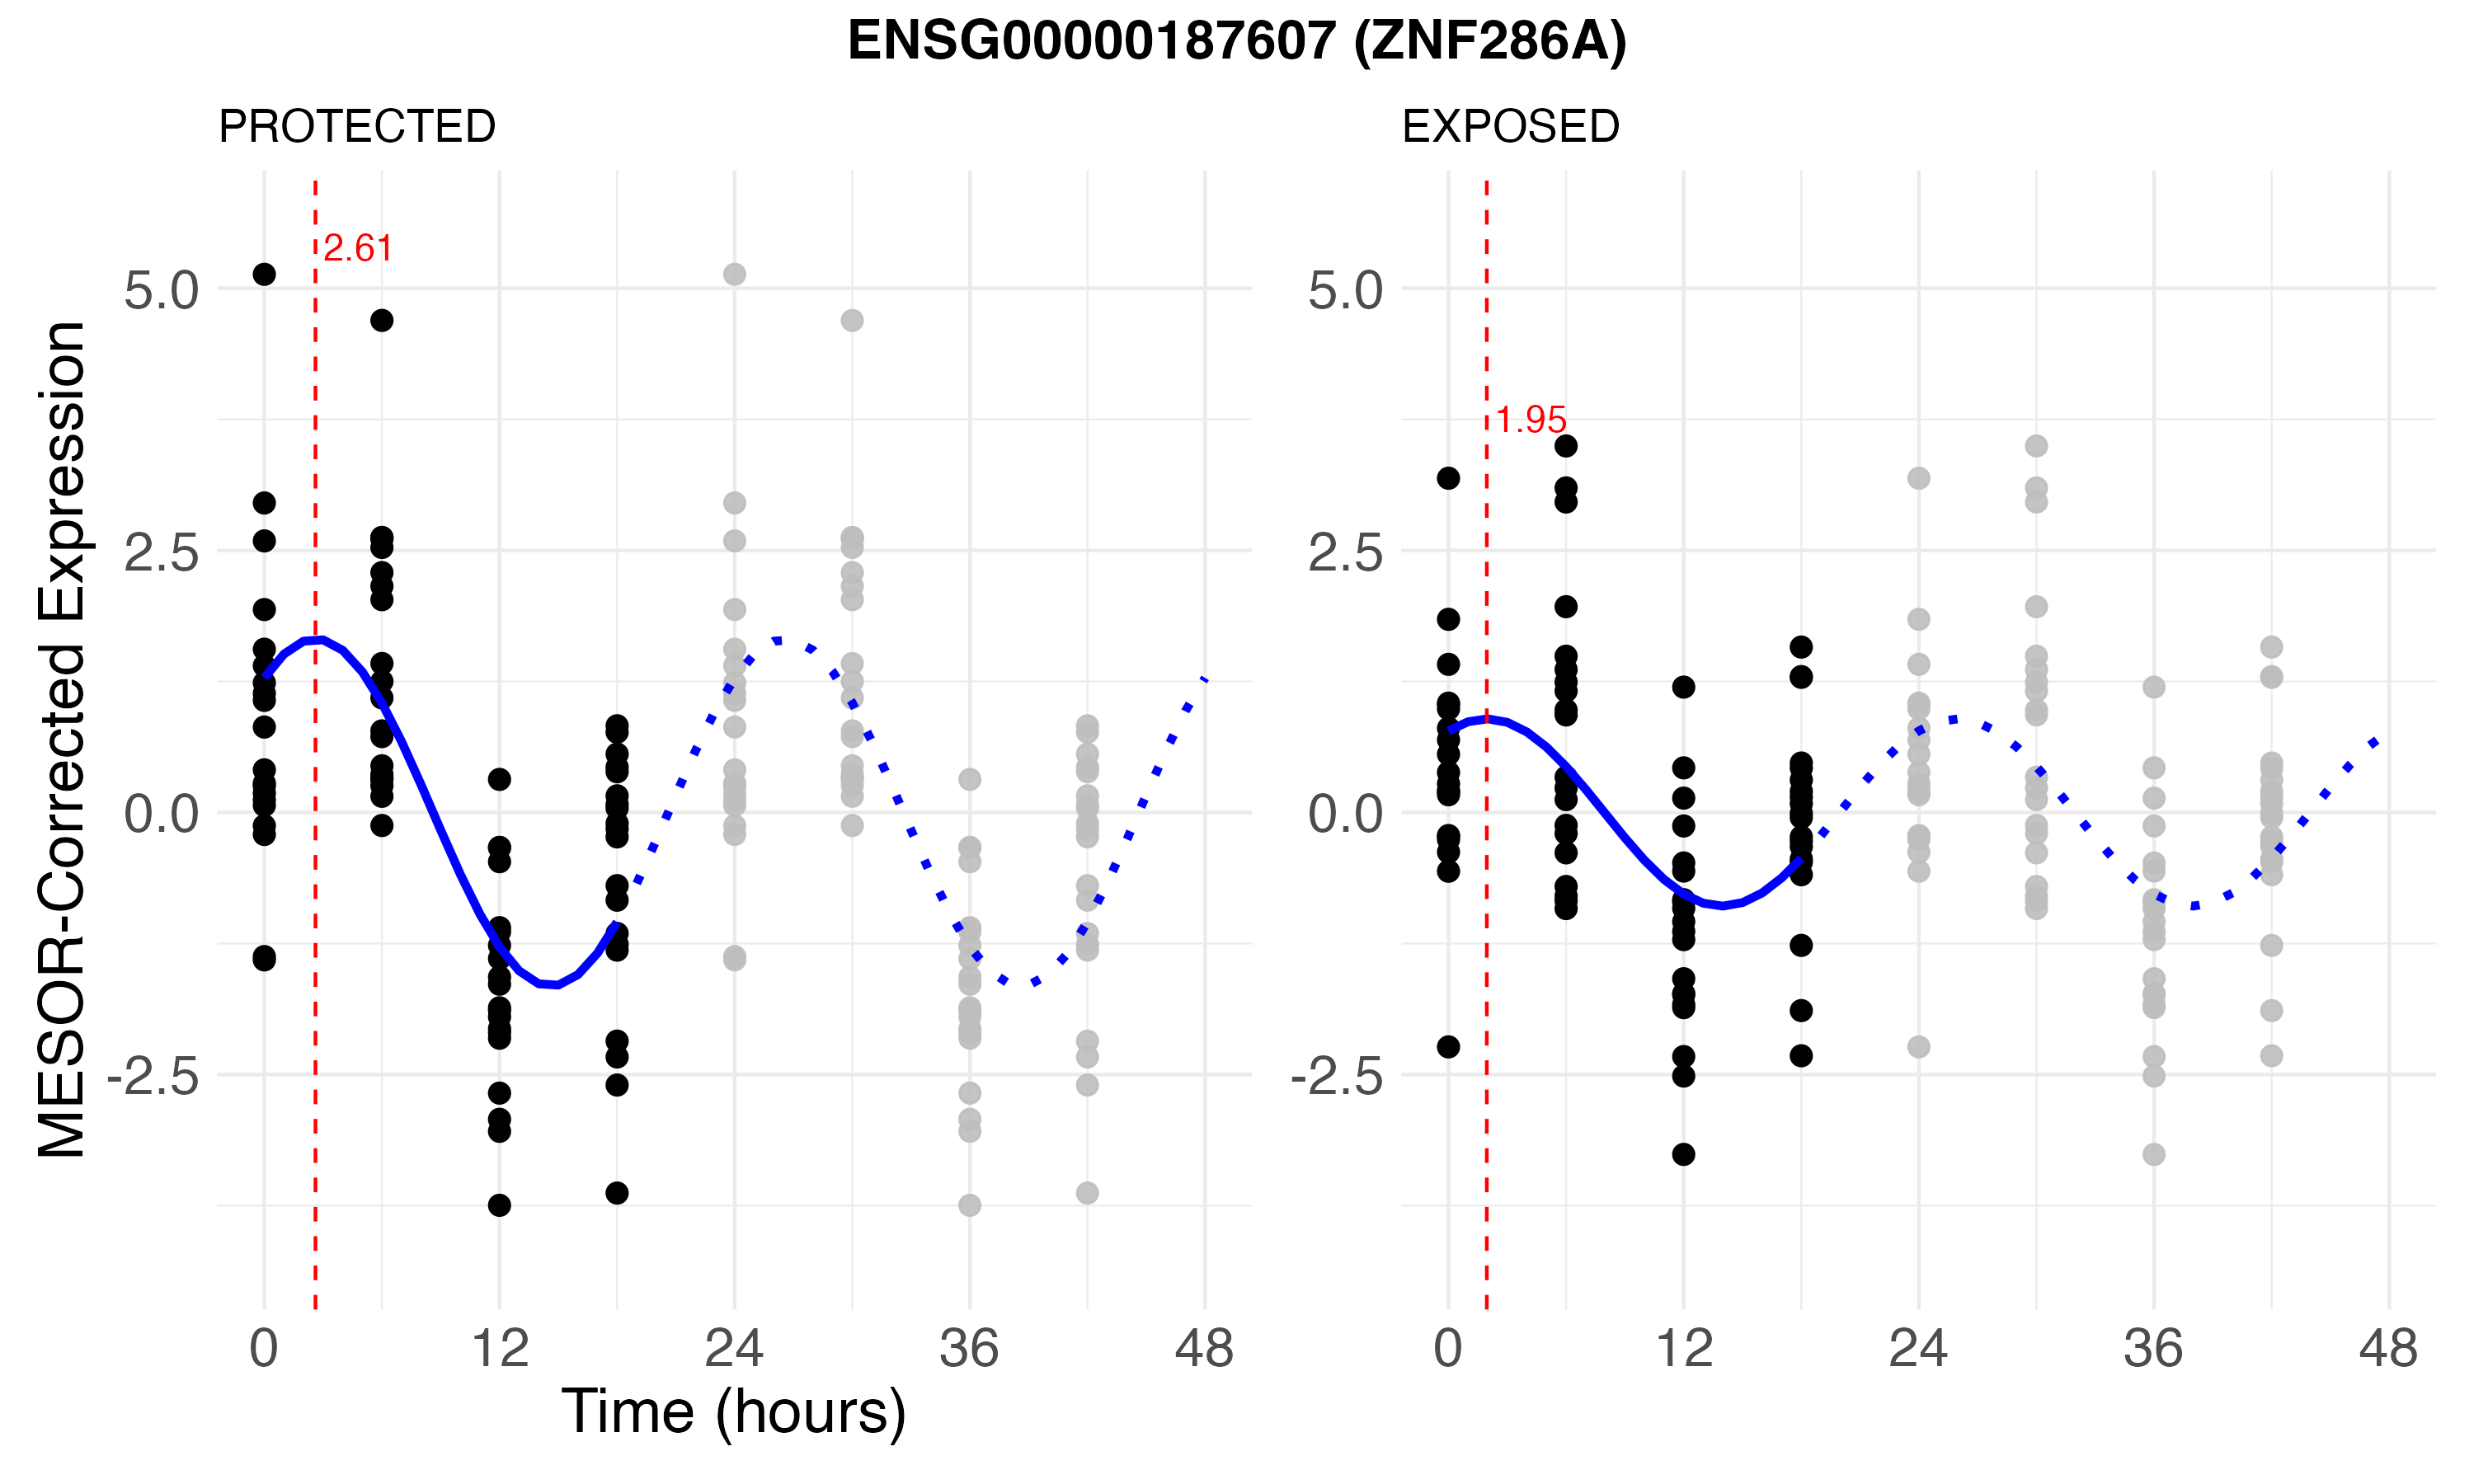 ENSG00000187607 (ZNF286A)
PROTECTED
EXPOSED
MESOR-Corrected Expression
5.0
2.5
0.0
-2.5
2.61
0 12 24 36 48
Time (hours)
5.0
2.5
0.0
-2.5
1.95
0 12 24 36 48